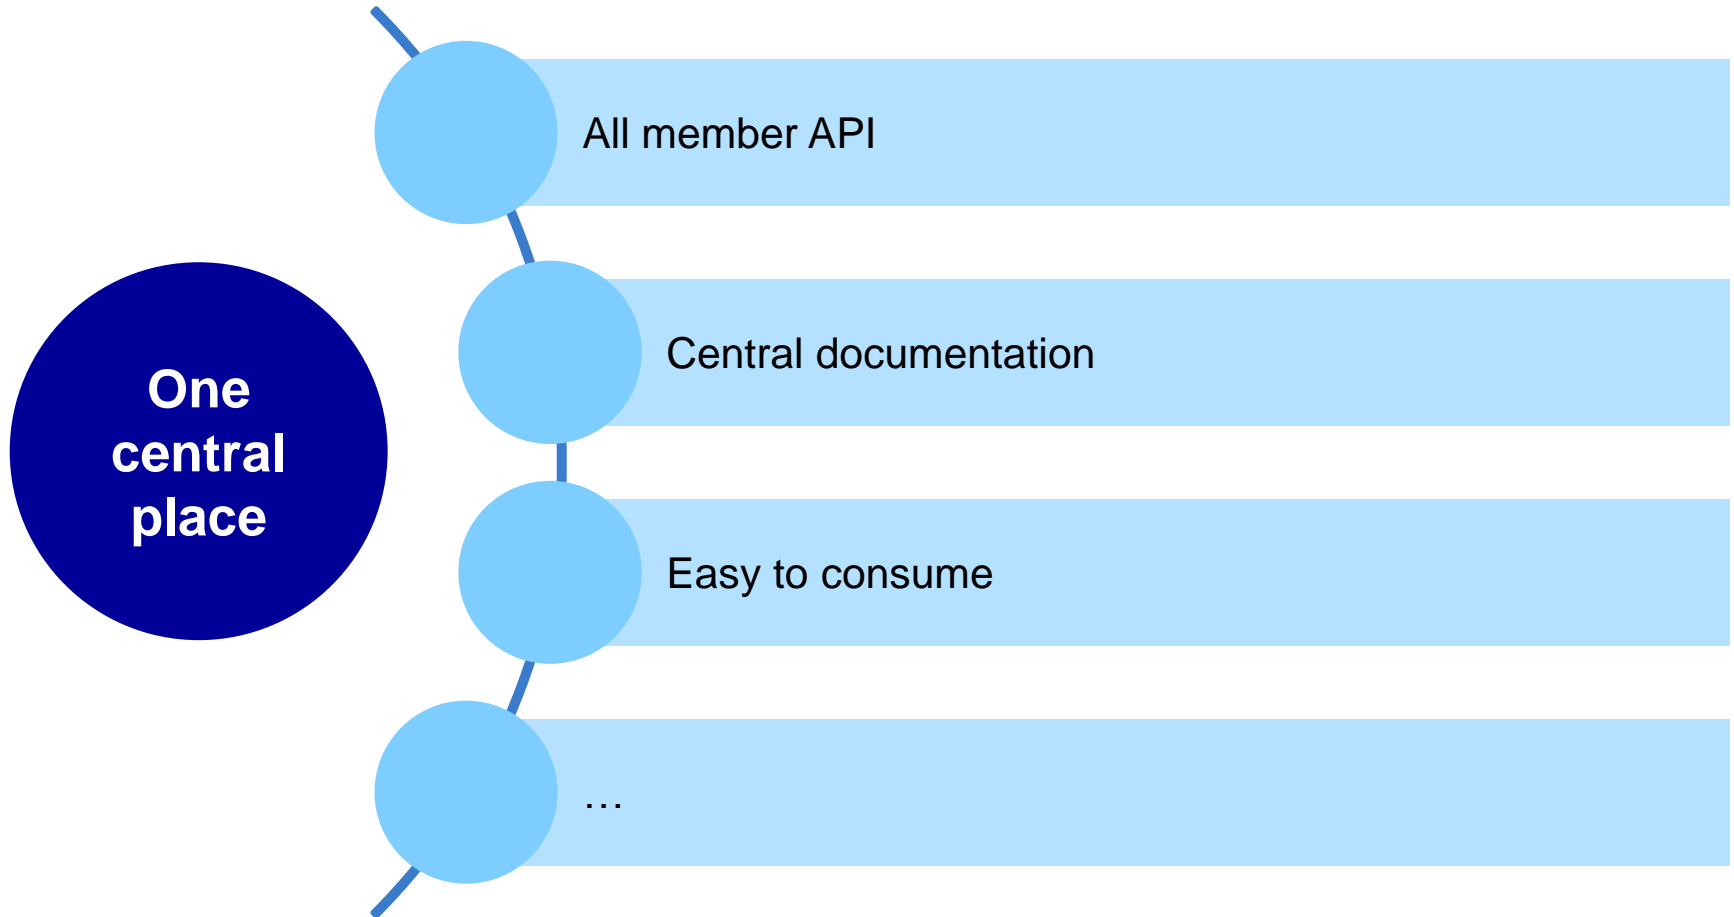 One
central
place
All member API
Central documentation
Easy to consume
…